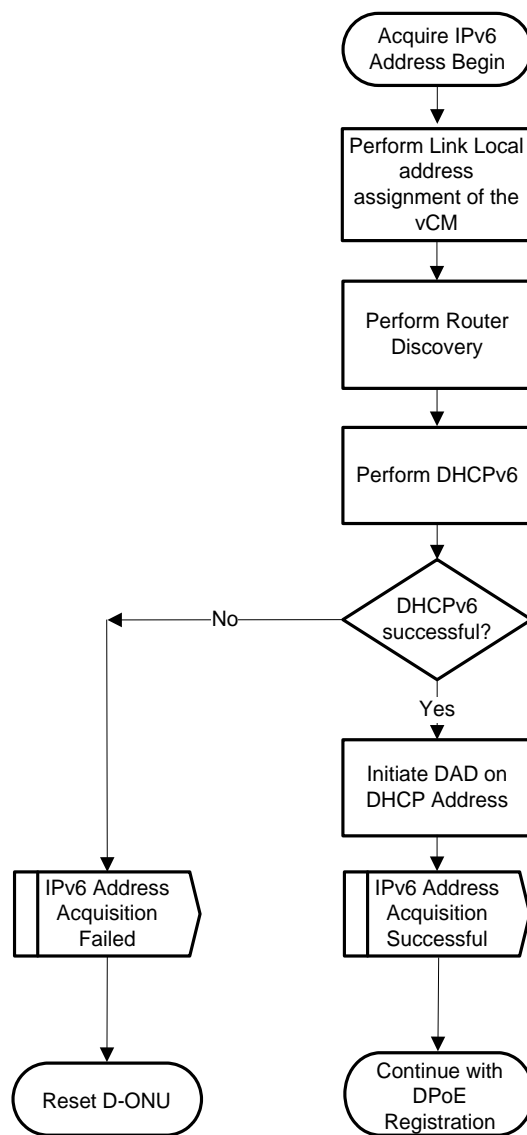 Acquire IPv6
Address Begin
Perform Link Local
address
assignment of the
vCM
Perform Router
Discovery
Perform DHCPv6
DHCPv6
successful?
No
Yes
Initiate DAD on
DHCP Address
IPv6 Address
Acquisition
Failed
IPv6 Address
Acquisition
Successful
Reset D-ONU
Continue with
DPoE
Registration